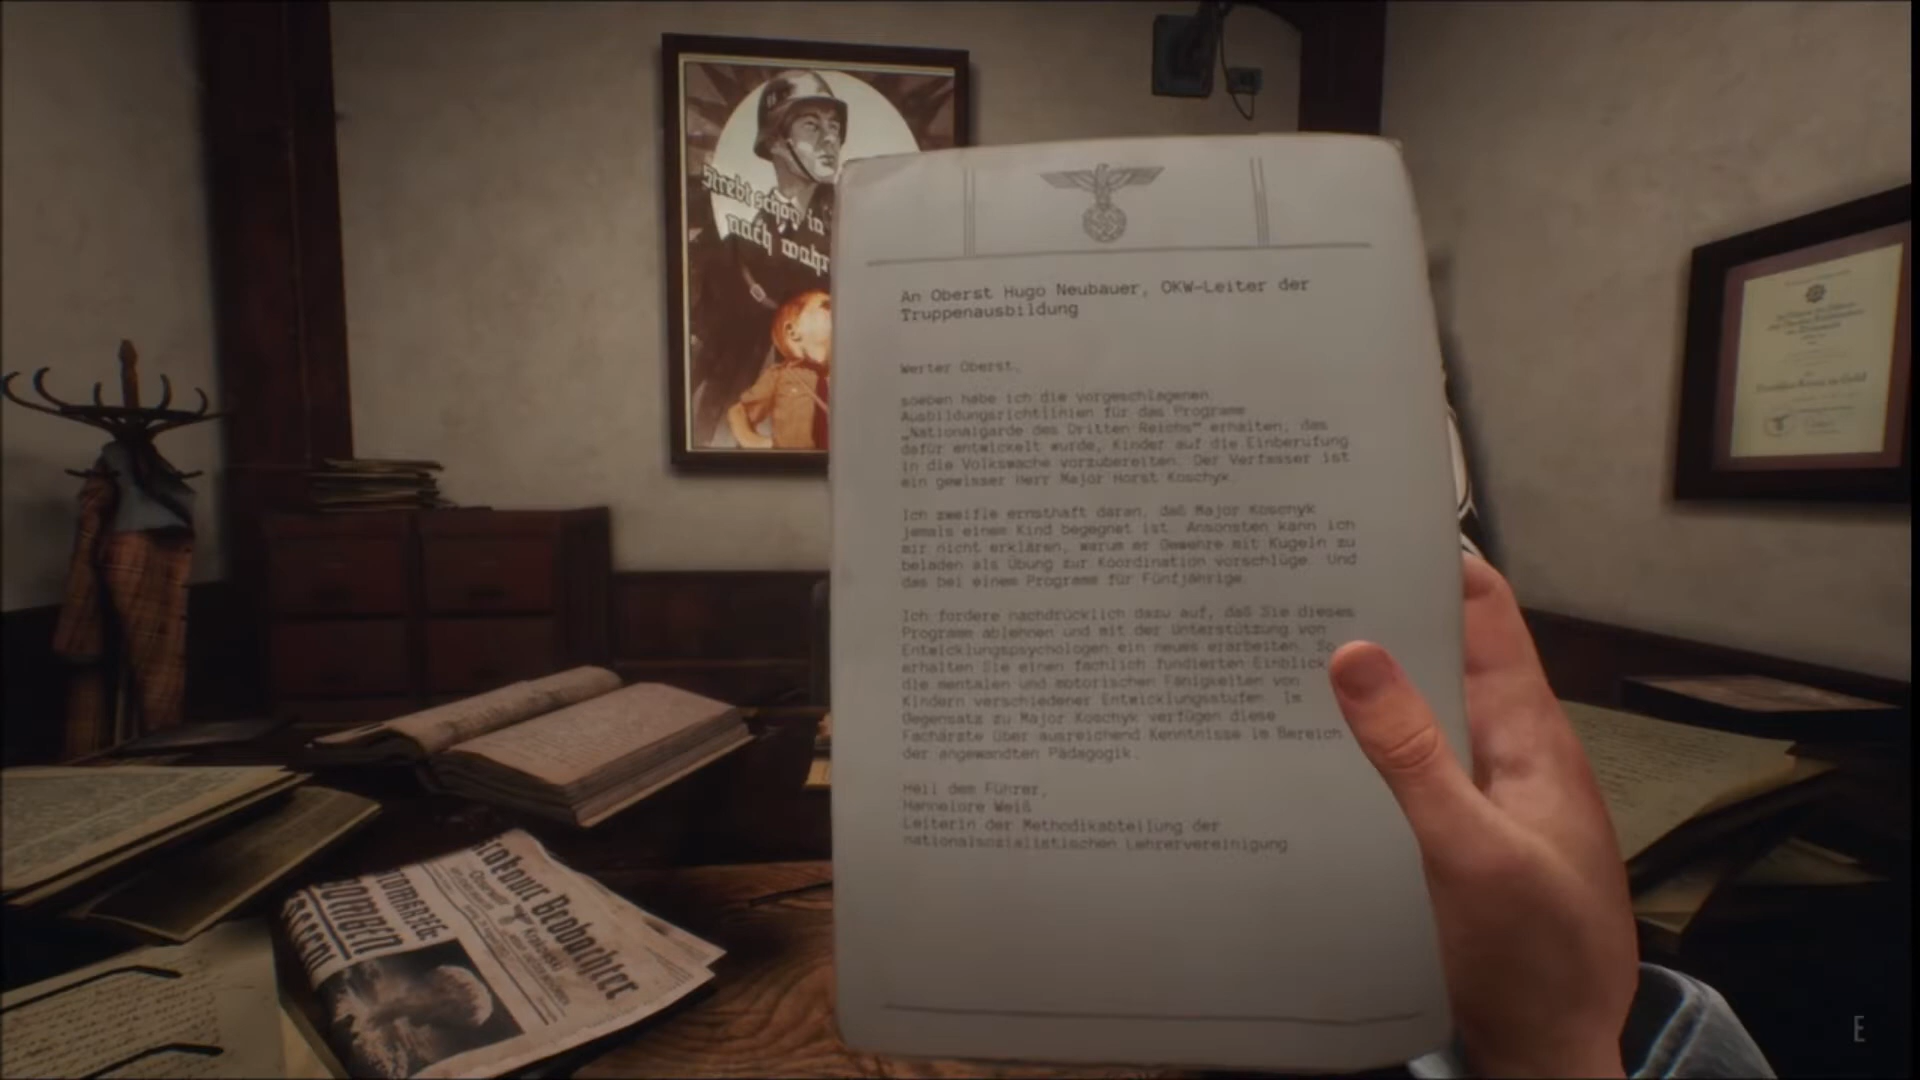 Strebt schon in
nach wahr
An Oberst Hugo Neubauer, OKW-Leiter der
Truppenausbildung
Werter Oberst,
soeben habe ich die vorgeschlagenen
Ausbildungsrichtlinien für das Programm
„Nationalgarde des Dritten Reichs“ erhalten, das
dafür entwickelt wurde, Kinder auf die Einberufung
in die Volkswache vorzubereiten. Der Verfasser ist
ein gewisser Herr Major Horst Koschyk.
Ich zweifle ernsthaft daran, daß Major Koschyk
jemals einem Kind begegnet ist. Ansonsten kann ich
mir nicht erklären, warum er Gewehre mit Kugeln zu
beladen als Übung zur Koordination vorschlüge. Und
das bei einem Programm für Fünfjährige.
Ich fordere nachdrücklich dazu auf, daß Sie dieses
Programm ablehnen und mit der Unterstützung von
Entwicklungspsychologen ein neues erarbeiten. So
erhalten Sie einen fachlich fundierten Einblick
die mentalen und motorischen Fähigkeiten von
Kindern verschiedener Entwicklungsstufen. Im
Gegensatz zu Major Koschyk verfügen diese
Fachärzte über ausreichend Kenntnisse im Bereich
der angewandten Pädagogik.
Heil dem Führer,
Hannelore Weiß
Leiterin der Methodikabteilung der
nationalsozialistischen Lehrervereinigung
Beobachter
BOMBEN
E